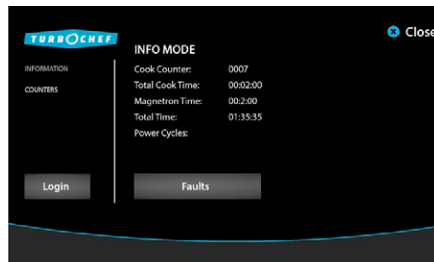 TURBOCHEF
Close
INFO MODE
INFORMATION
COUNTERS
Cook Counter: 0007
Total Cook Time: 00:02:00
Magnetron Time: 00:2:00
Total Time: 01:35:35
Power Cycles:
Login
Faults